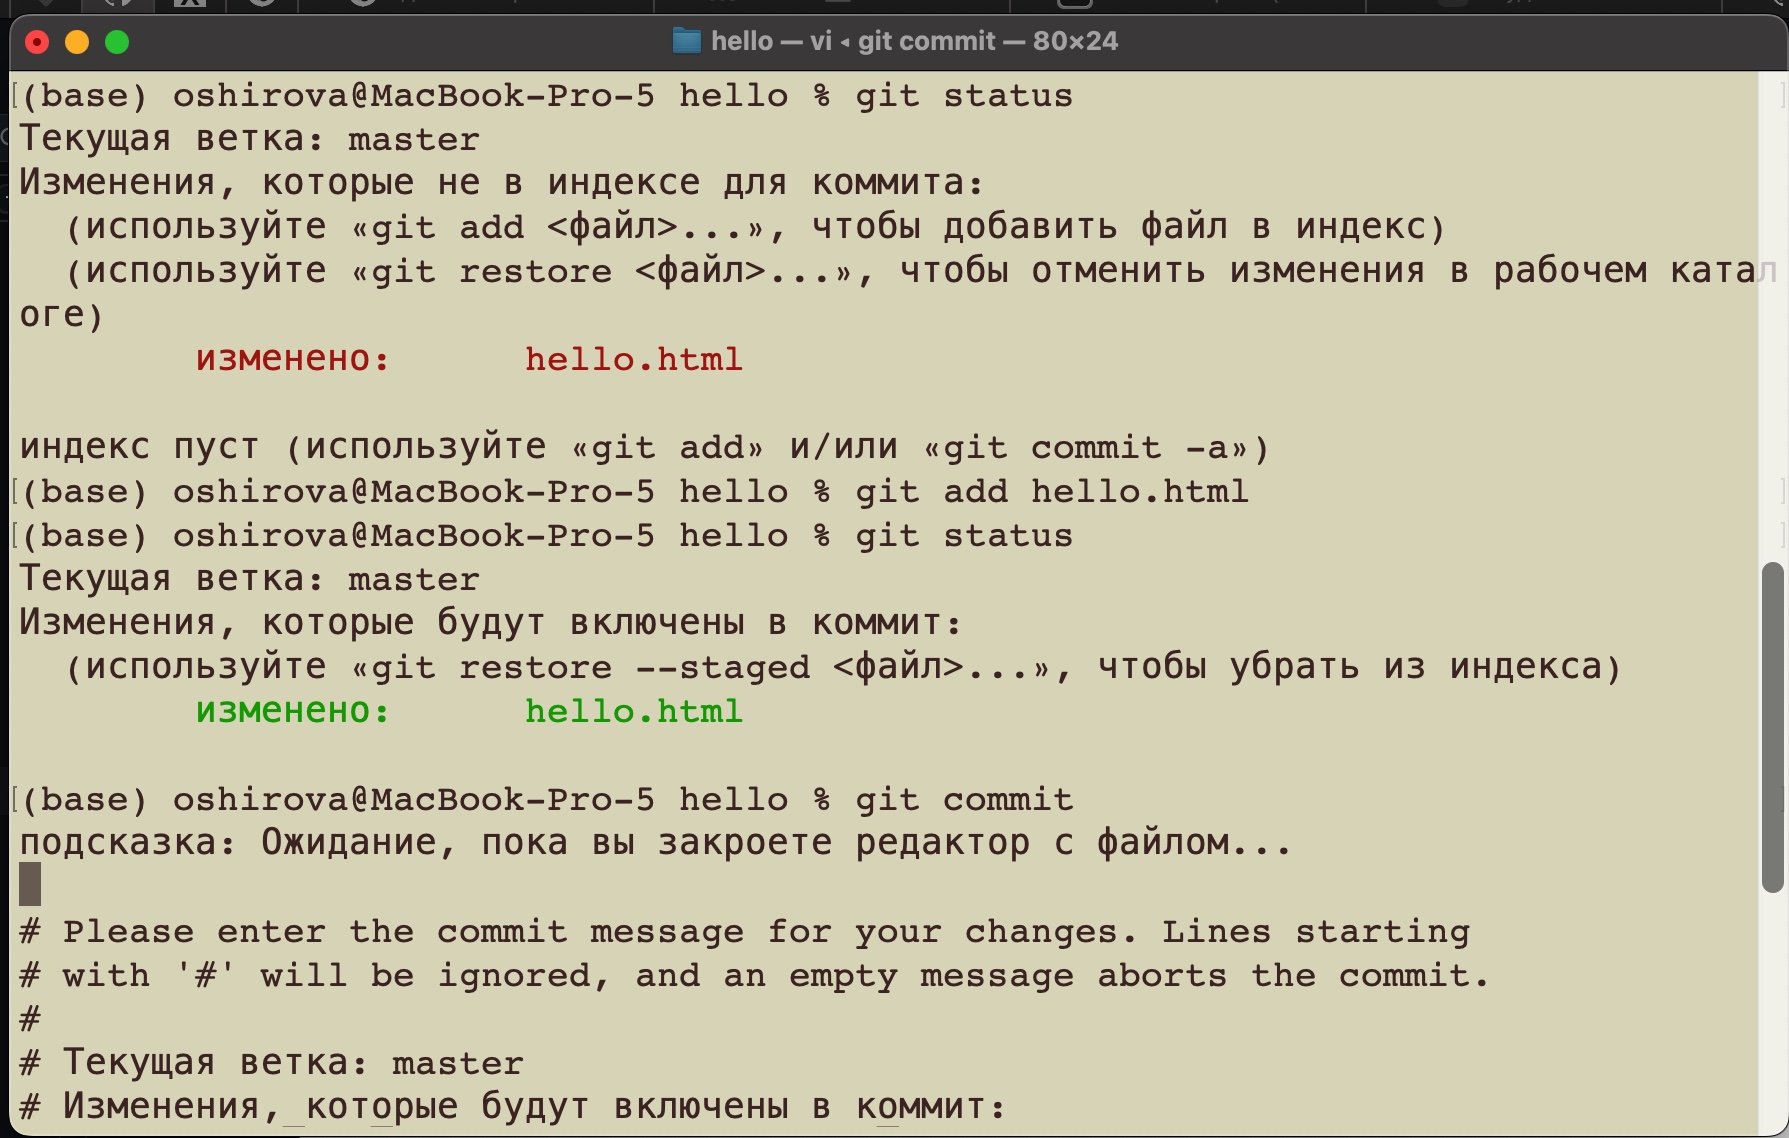 hello — vi ◂ git commit — 80×24
[(base) oshirova@MacBook-Pro-5 hello % git status
Текущая ветка: master
Изменения, которые не в индексе для коммита:
  (используйте «git add <файл>...», чтобы добавить файл в индекс)
  (используйте «git restore <файл>...», чтобы отменить изменения в рабочем катал
оге)
        изменено:      hello.html
индекс пуст (используйте «git add» и/или «git commit -a»)
[(base) oshirova@MacBook-Pro-5 hello % git add hello.html
[(base) oshirova@MacBook-Pro-5 hello % git status
Текущая ветка: master
Изменения, которые будут включены в коммит:
  (используйте «git restore --staged <файл>...», чтобы убрать из индекса)
        изменено:      hello.html
[(base) oshirova@MacBook-Pro-5 hello % git commit
подсказка: Ожидание, пока вы закроете редактор с файлом...
# Please enter the commit message for your changes. Lines starting
# with '#' will be ignored, and an empty message aborts the commit.
#
# Текущая ветка: master
# Изменения, которые будут включены в коммит: